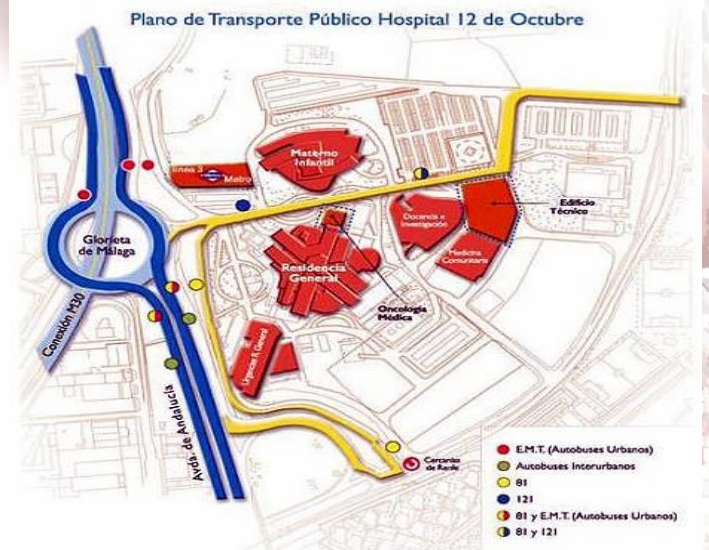 Plano de Transporte Público Hospital 12 de Octubre
Materno
Infantil
línea 3
Metro
Glorieta
de Málaga
Docencia e
Investigación
Edificio
Técnico
Medicina
Comunitaria
Residencia
General
Oncología
Médica
Conexión M30
Urgencias R. General
Avda. de Andalucía
Cercanías
de Renfe
E.M.T. (Autobuses Urbanos)
Autobuses Interurbanos
81
121
81 y E.M.T. (Autobuses Urbanos)
81 y 121